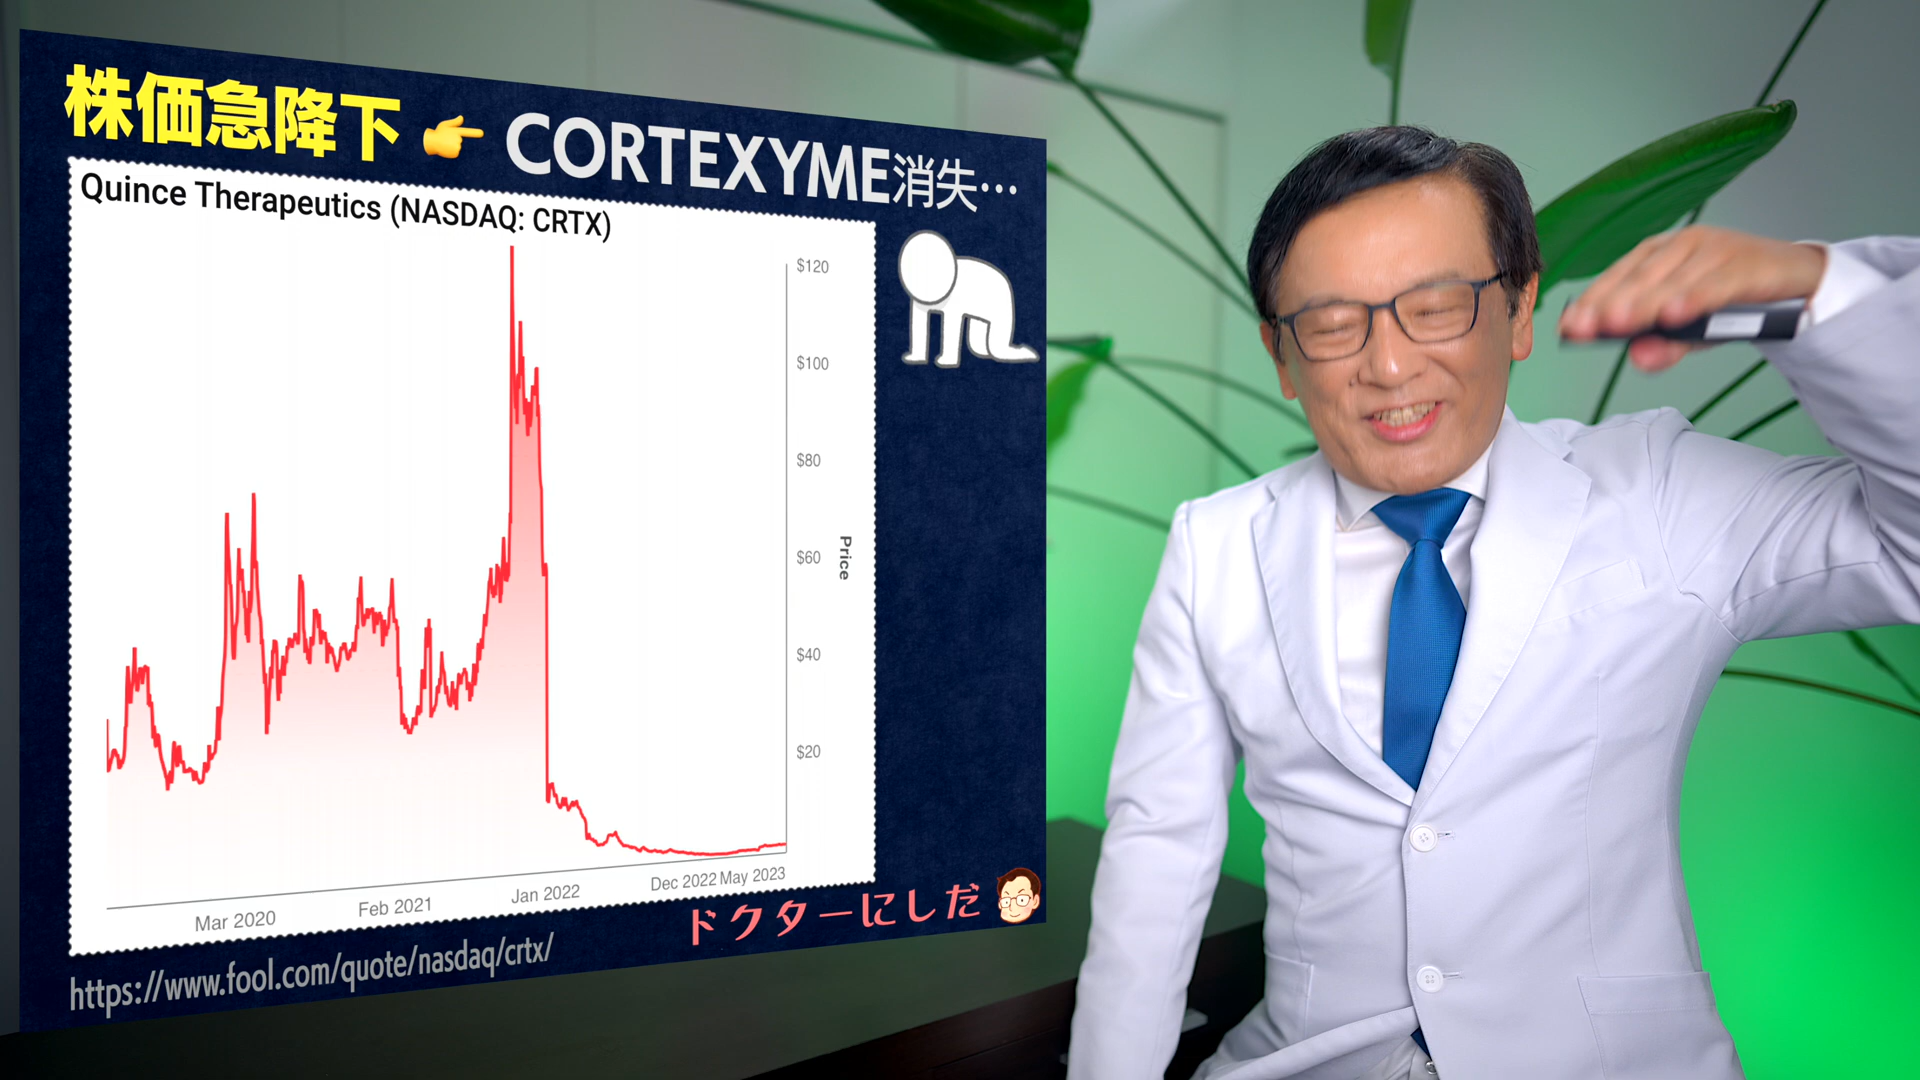 株価急降下👉CORTEXYME消失…
Quince Therapeutics (NASDAQ: CRTX)
$120
$100
$80
$60
$40
$20
Price
Mar 2020 Feb 2021 Jan 2022 Dec 2022 May 2023
ドクターにしだ
https://www.fool.com/quote/nasdaq/crtx/